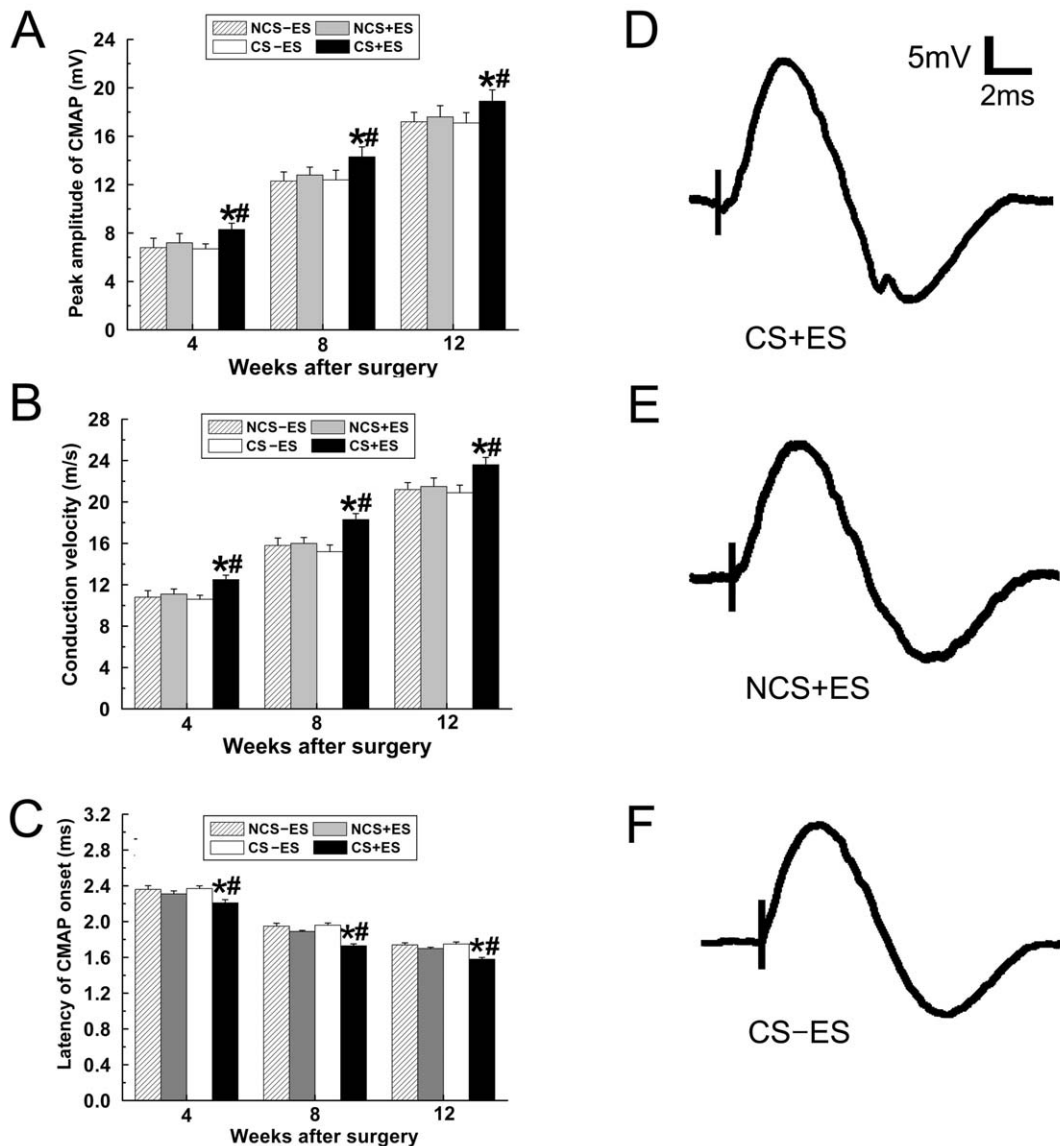 A
NCS−ES NCS+ES
CS−ES CS+ES
Peak amplitude of CMAP (mV)
24
20
16
12
8
4
0
*#
*#
*#
4 8 12
Weeks after surgery
B
NCS−ES NCS+ES
CS−ES CS+ES
Conduction velocity (m/s)
28
24
20
16
12
8
4
0
*#
*#
*#
4 8 12
Weeks after surgery
C
NCS−ES NCS+ES
CS−ES CS+ES
Latency of CMAP onset (ms)
3.2
2.8
2.4
2.0
1.6
1.2
0.8
0.4
0.0
*#
*#
*#
4 8 12
Weeks after surgery
D
5mV
2ms
CS+ES
E
NCS+ES
F
CS−ES